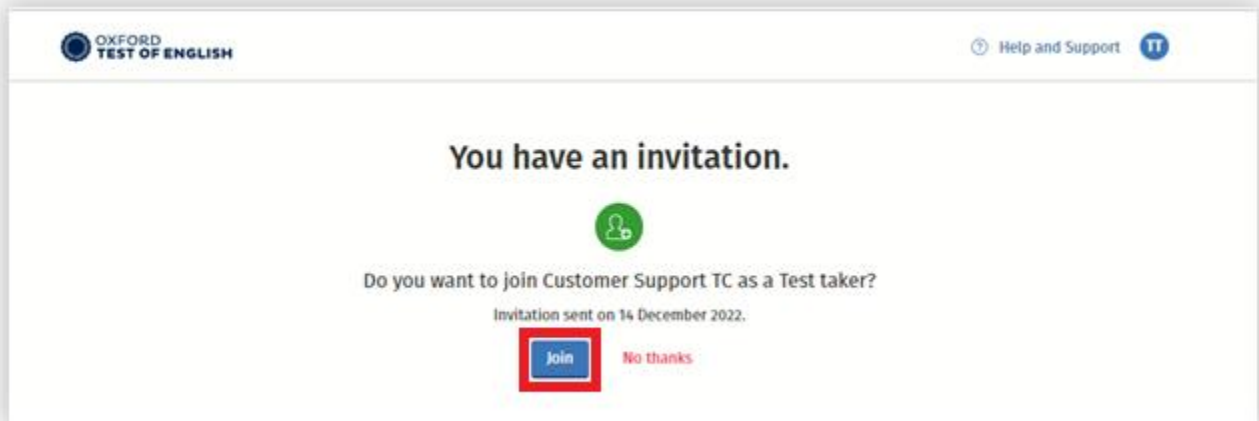 OXFORD
TEST OF ENGLISH
Help and Support
TT
You have an invitation.
Do you want to join Customer Support TC as a Test taker?
Invitation sent on 14 December 2022.
Join
No thanks